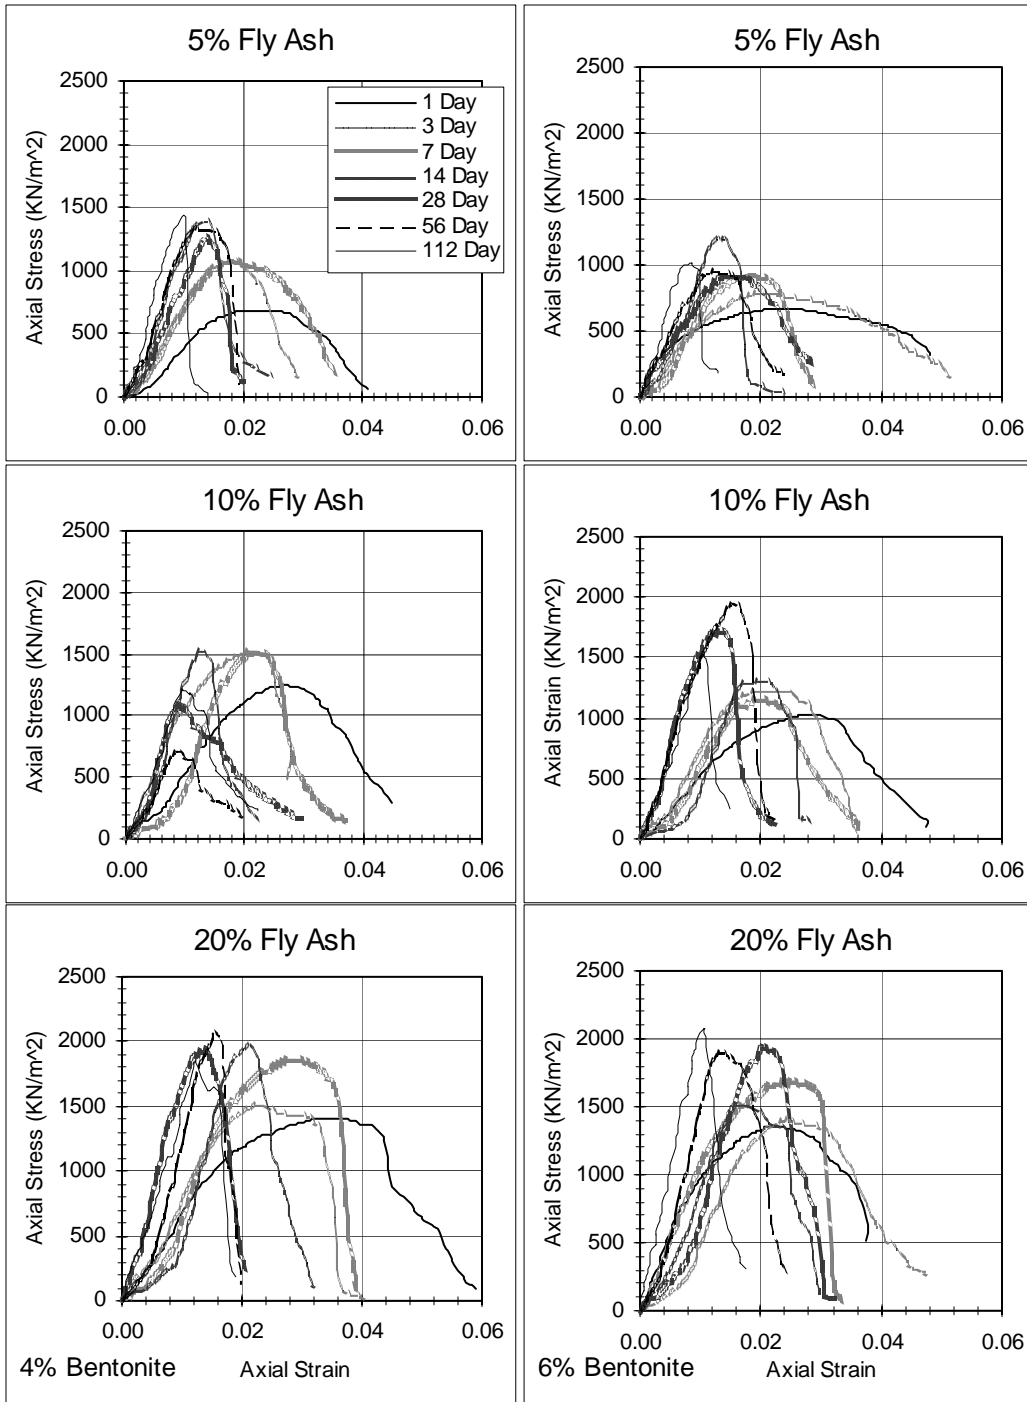 5% Fly Ash
Axial Stress (KN/m^2)
2500
2000
1500
1000
500
0
0.00 0.02 0.04 0.06
1 Day
3 Day
7 Day
14 Day
28 Day
56 Day
112 Day
5% Fly Ash
Axial Stress (KN/m^2)
2500
2000
1500
1000
500
0
0.00 0.02 0.04 0.06
10% Fly Ash
Axial Stress (KN/m^2)
2500
2000
1500
1000
500
0
0.00 0.02 0.04 0.06
10% Fly Ash
Axial Strain (KN/m^2)
2500
2000
1500
1000
500
0
0.00 0.02 0.04 0.06
20% Fly Ash
Axial Stress (KN/m^2)
2500
2000
1500
1000
500
0
0.00 0.02 0.04 0.06
4% Bentonite Axial Strain
20% Fly Ash
Axial Stress (KN/m^2)
2500
2000
1500
1000
500
0
0.00 0.02 0.04 0.06
6% Bentonite Axial Strain